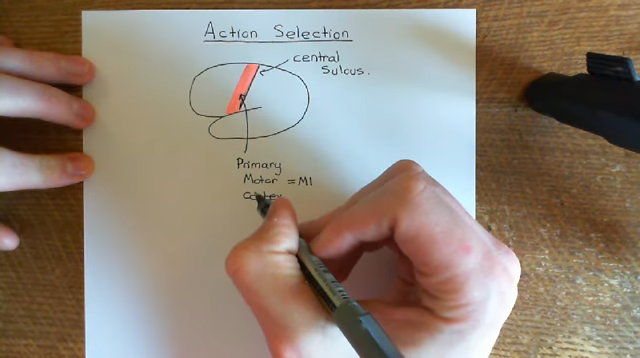 Action Selection
central
Sulcus.
Primary
Motor = M1